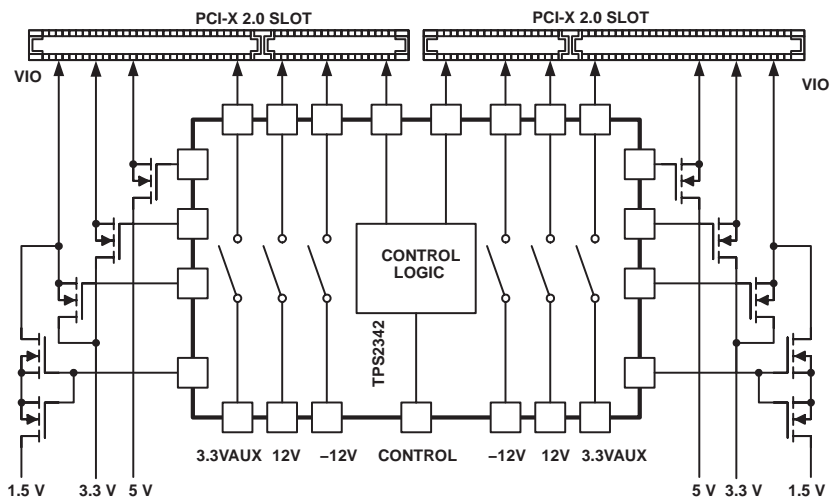 PCI-X 2.0 SLOT PCI-X 2.0 SLOT
VIO VIO
CONTROL
LOGIC
TPS2342
3.3VAUX 12V −12V CONTROL −12V 12V 3.3VAUX
1.5 V 3.3 V 5 V 5 V 3.3 V 1.5 V